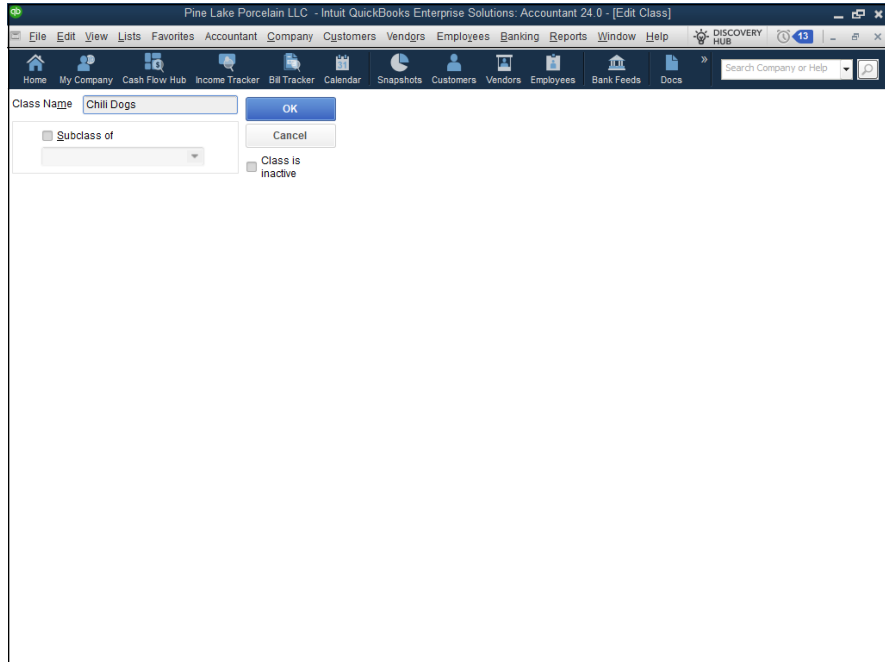 qb
Pine Lake Porcelain LLC - Intuit QuickBooks Enterprise Solutions: Accountant 24.0 - [Edit Class]
File Edit View Lists Favorites Accountant Company Customers Vendors Employees Banking Reports Window Help
DISCOVERY
HUB
13
31
Home My Company Cash Flow Hub Income Tracker Bill Tracker Calendar Snapshots Customers Vendors Employees Bank Feeds Docs
»
Search Company or Help
Class Name Chili Dogs
OK
Subclass of
Cancel
Class is
inactive